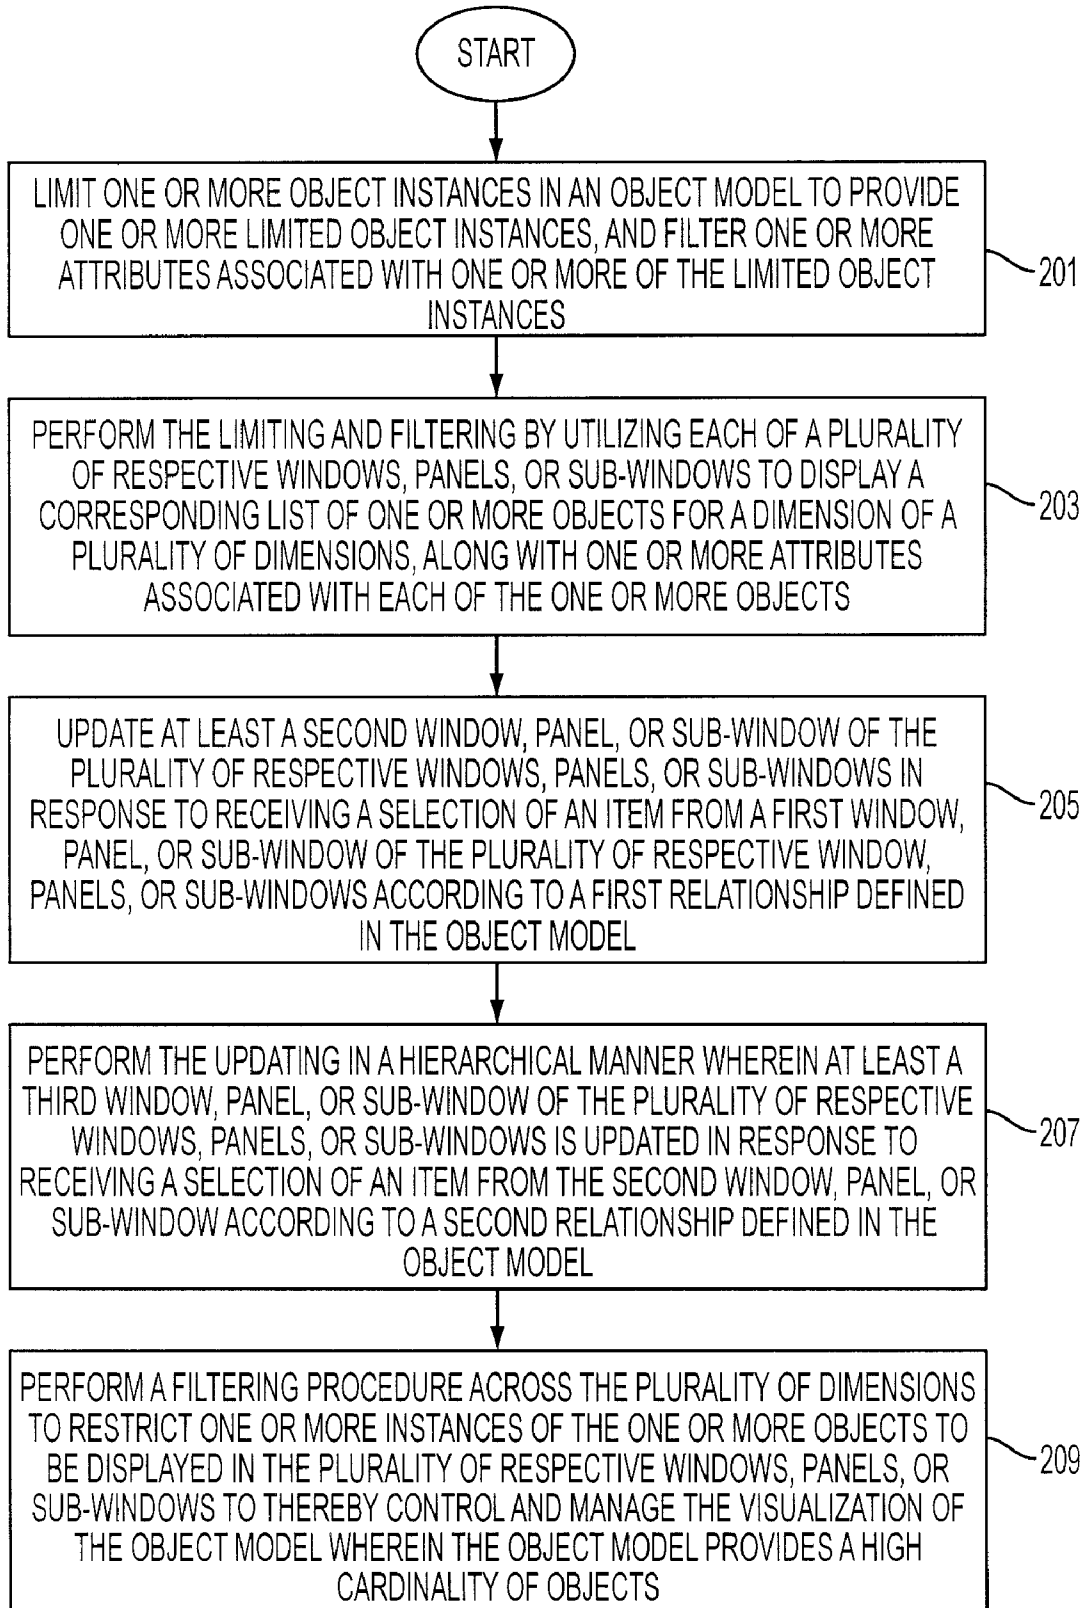 START
LIMIT ONE OR MORE OBJECT INSTANCES IN AN OBJECT MODEL TO PROVIDE
ONE OR MORE LIMITED OBJECT INSTANCES, AND FILTER ONE OR MORE
ATTRIBUTES ASSOCIATED WITH ONE OR MORE OF THE LIMITED OBJECT
INSTANCES
201
PERFORM THE LIMITING AND FILTERING BY UTILIZING EACH OF A PLURALITY
OF RESPECTIVE WINDOWS, PANELS, OR SUB-WINDOWS TO DISPLAY A
CORRESPONDING LIST OF ONE OR MORE OBJECTS FOR A DIMENSION OF A
PLURALITY OF DIMENSIONS, ALONG WITH ONE OR MORE ATTRIBUTES
ASSOCIATED WITH EACH OF THE ONE OR MORE OBJECTS
203
UPDATE AT LEAST A SECOND WINDOW, PANEL, OR SUB-WINDOW OF THE
PLURALITY OF RESPECTIVE WINDOWS, PANELS, OR SUB-WINDOWS IN
RESPONSE TO RECEIVING A SELECTION OF AN ITEM FROM A FIRST WINDOW,
PANEL, OR SUB-WINDOW OF THE PLURALITY OF RESPECTIVE WINDOW,
PANELS, OR SUB-WINDOWS ACCORDING TO A FIRST RELATIONSHIP DEFINED
IN THE OBJECT MODEL
205
PERFORM THE UPDATING IN A HIERARCHICAL MANNER WHEREIN AT LEAST A
THIRD WINDOW, PANEL, OR SUB-WINDOW OF THE PLURALITY OF RESPECTIVE
WINDOWS, PANELS, OR SUB-WINDOWS IS UPDATED IN RESPONSE TO
RECEIVING A SELECTION OF AN ITEM FROM THE SECOND WINDOW, PANEL, OR
SUB-WINDOW ACCORDING TO A SECOND RELATIONSHIP DEFINED IN THE
OBJECT MODEL
207
PERFORM A FILTERING PROCEDURE ACROSS THE PLURALITY OF DIMENSIONS
TO RESTRICT ONE OR MORE INSTANCES OF THE ONE OR MORE OBJECTS TO
BE DISPLAYED IN THE PLURALITY OF RESPECTIVE WINDOWS, PANELS, OR
SUB-WINDOWS TO THEREBY CONTROL AND MANAGE THE VISUALIZATION OF
THE OBJECT MODEL WHEREIN THE OBJECT MODEL PROVIDES A HIGH
CARDINALITY OF OBJECTS
209